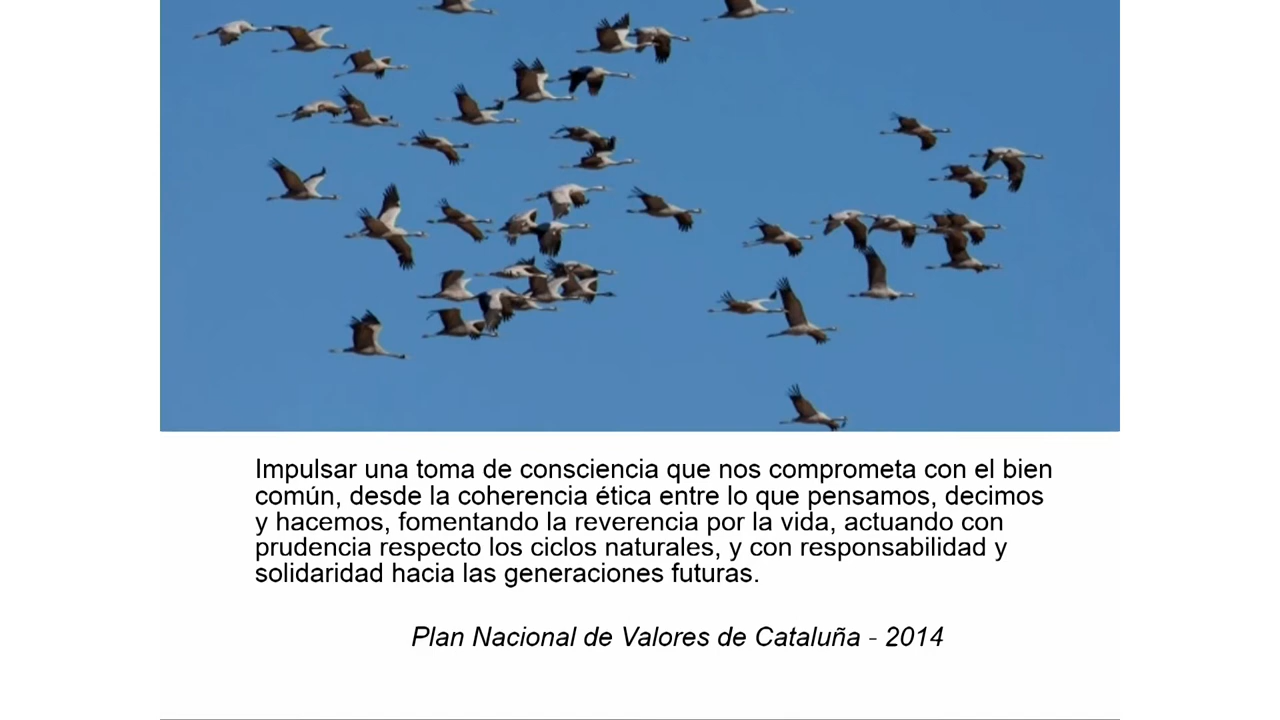 Impulsar una toma de consciencia que nos comprometa con el bien
común, desde la coherencia ética entre lo que pensamos, decimos
y hacemos, fomentando la reverencia por la vida, actuando con
prudencia respecto los ciclos naturales, y con responsabilidad y
solidaridad hacia las generaciones futuras.
Plan Nacional de Valores de Cataluña - 2014